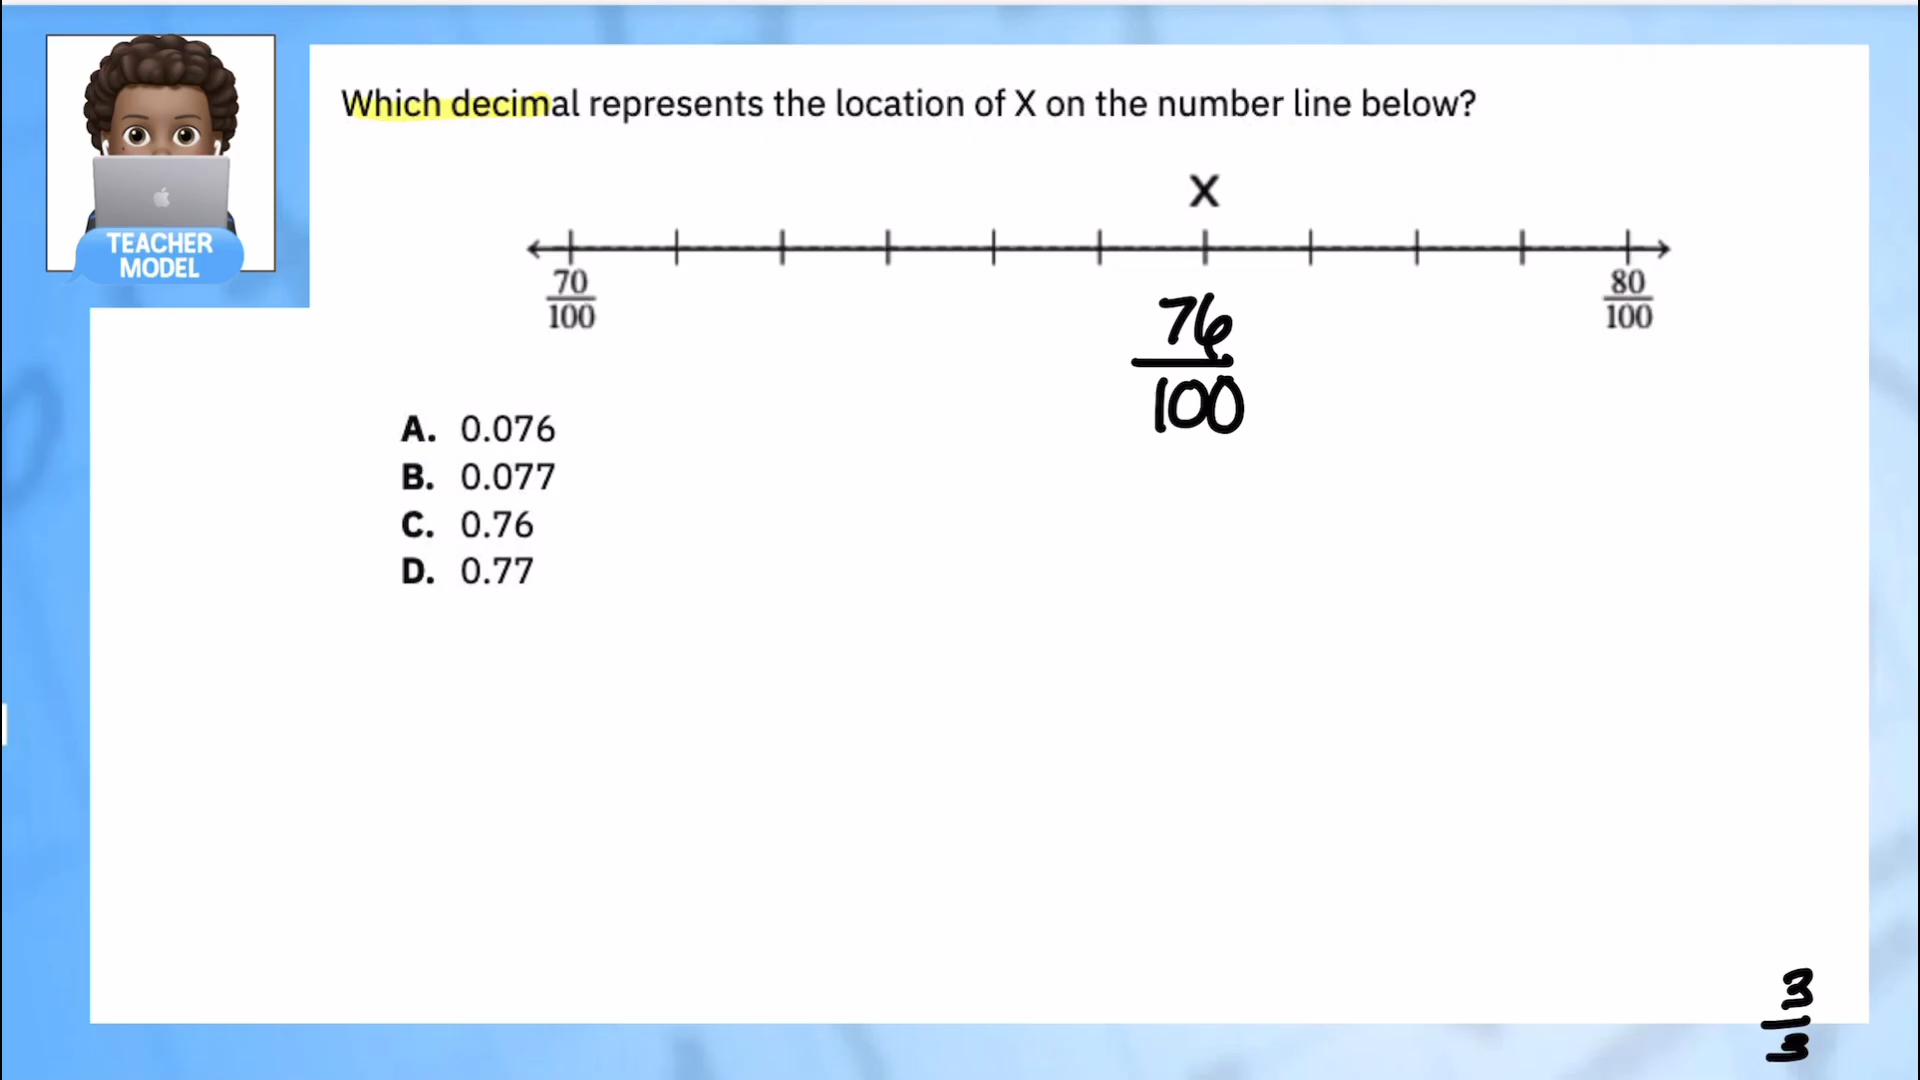 Which decimal represents the location of X on the number line below?
TEACHER
MODEL
X
70
100
80
100
76
100
A. 0.076
B. 0.077
C. 0.76
D. 0.77
3